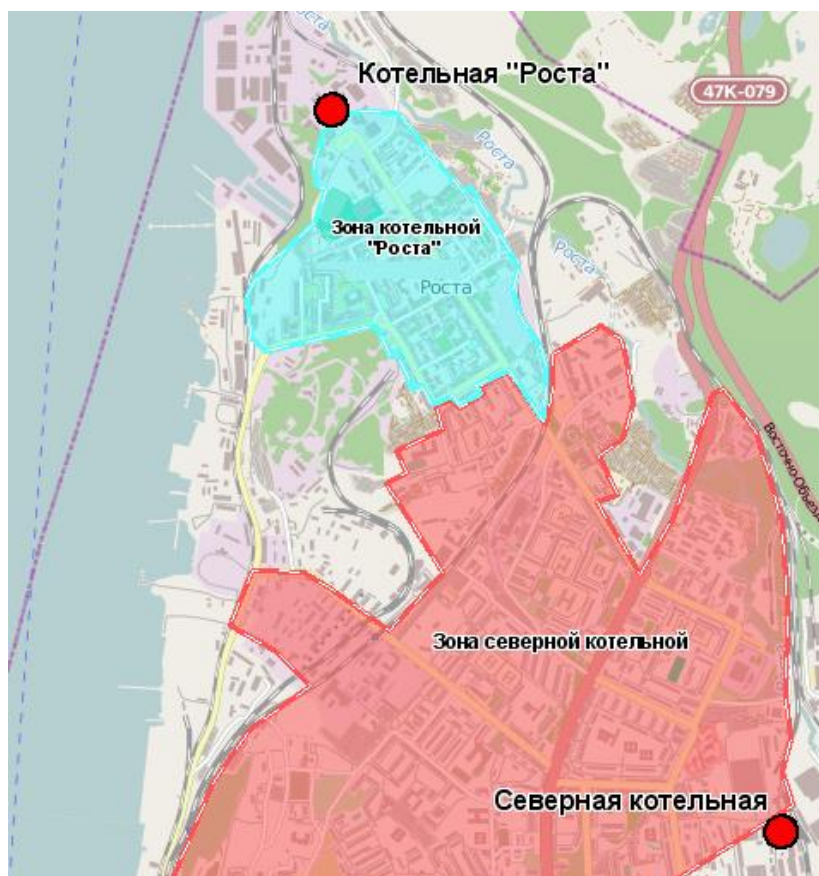 Роста
Котельная "Роста"
47К-079
Роста
Зона котельной
"Роста"
Роста
Роста
Восточно-Объезд
Зона северной котельной
Северная котельная